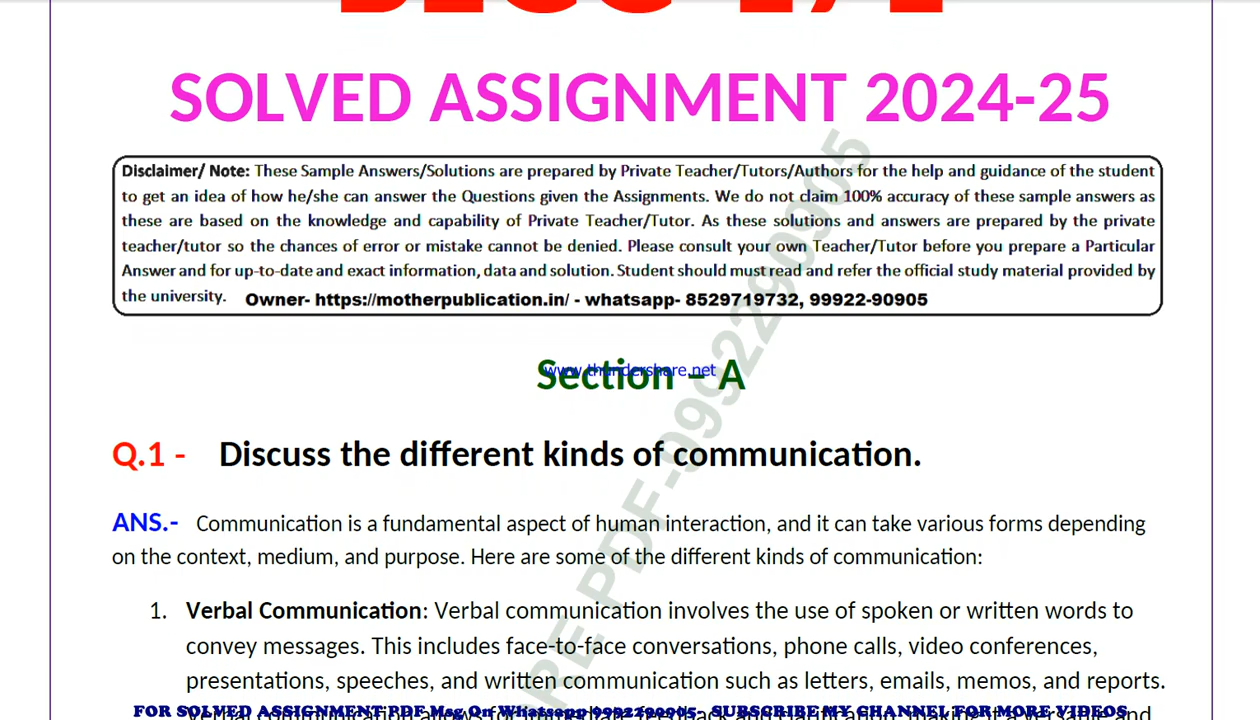 SOLVED ASSIGNMENT 2024-25
Disclaimer/ Note: These Sample Answers/Solutions are prepared by Private Teacher/Tutors/Authors for the help and guidance of the student
to get an idea of how he/she can answer the Questions given the Assignments. We do not claim 100% accuracy of these sample answers as
these are based on the knowledge and capability of Private Teacher/Tutor. As these solutions and answers are prepared by the private
teacher/tutor so the chances of error or mistake cannot be denied. Please consult your own Teacher/Tutor before you prepare a Particular
Answer and for up-to-date and exact information, data and solution. Student should must read and refer the official study material provided by
the university. Owner- https://motherpublication.in/ - whatsapp- 8529719732, 99922-90905
www.thundershare.net
Section – A
Q.1 - Discuss the different kinds of communication.
ANS.- Communication is a fundamental aspect of human interaction, and it can take various forms depending
on the context, medium, and purpose. Here are some of the different kinds of communication:
1. Verbal Communication: Verbal communication involves the use of spoken or written words to
convey messages. This includes face-to-face conversations, phone calls, video conferences,
presentations, speeches, and written communication such as letters, emails, memos, and reports.
FOR SOLVED ASSIGNMENT PDF Msg On Whatsapp 9992290905- SUBSCRIBE MY CHANNEL FOR MORE VIDEOS
RE PDF-9992290905